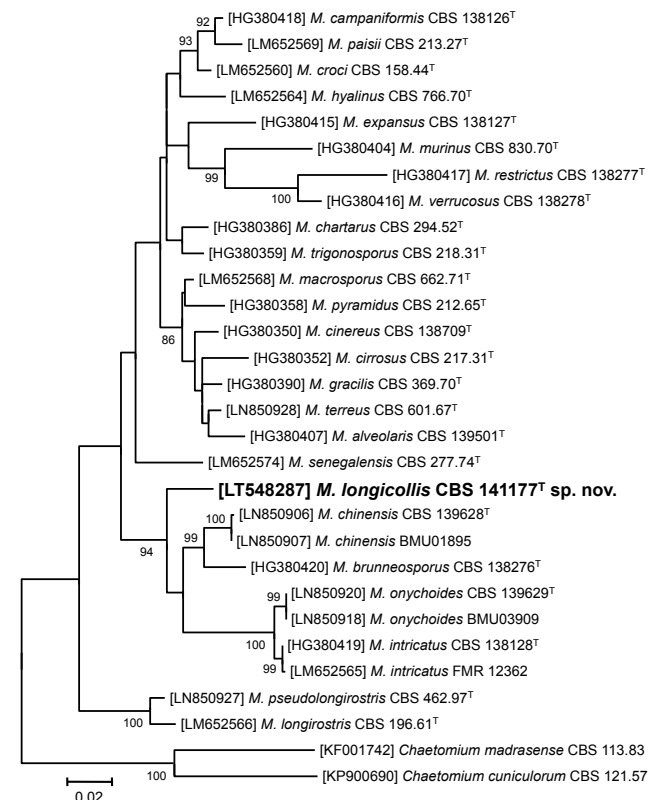 92
[HG380418] M. campaniformis CBS 138126ᵀ
93
[LM652569] M. paisii CBS 213.27ᵀ
[LM652560] M. croci CBS 158.44ᵀ
[LM652564] M. hyalinus CBS 766.70ᵀ
[HG380415] M. expansus CBS 138127ᵀ
[HG380404] M. murinus CBS 830.70ᵀ
99
[HG380417] M. restrictus CBS 138277ᵀ
100
[HG380416] M. verrucosus CBS 138278ᵀ
[HG380386] M. chartarus CBS 294.52ᵀ
[HG380359] M. trigonosporus CBS 218.31ᵀ
[LM652568] M. macrosporus CBS 662.71ᵀ
[HG380358] M. pyramidus CBS 212.65ᵀ
[HG380350] M. cinereus CBS 138709ᵀ
86
[HG380352] M. cirrosus CBS 217.31ᵀ
[HG380390] M. gracilis CBS 369.70ᵀ
[LN850928] M. terreus CBS 601.67ᵀ
[HG380407] M. alveolaris CBS 139501ᵀ
[LM652574] M. senegalensis CBS 277.74ᵀ
[LT548287] M. longicollis CBS 141177ᵀ sp. nov.
100
[LN850906] M. chinensis CBS 139628ᵀ
99
[LN850907] M. chinensis BMU01895
94
[HG380420] M. brunneosporus CBS 138276ᵀ
99
[LN850920] M. onychoides CBS 139629ᵀ
[LN850918] M. onychoides BMU03909
100
[HG380419] M. intricatus CBS 138128ᵀ
99
[LM652565] M. intricatus FMR 12362
[LN850927] M. pseudolongirostris CBS 462.97ᵀ
100
[LM652566] M. longirostris CBS 196.61ᵀ
[KF001742] Chaetomium madrasense CBS 113.83
100
[KP900690] Chaetomium cuniculorum CBS 121.57
0.02